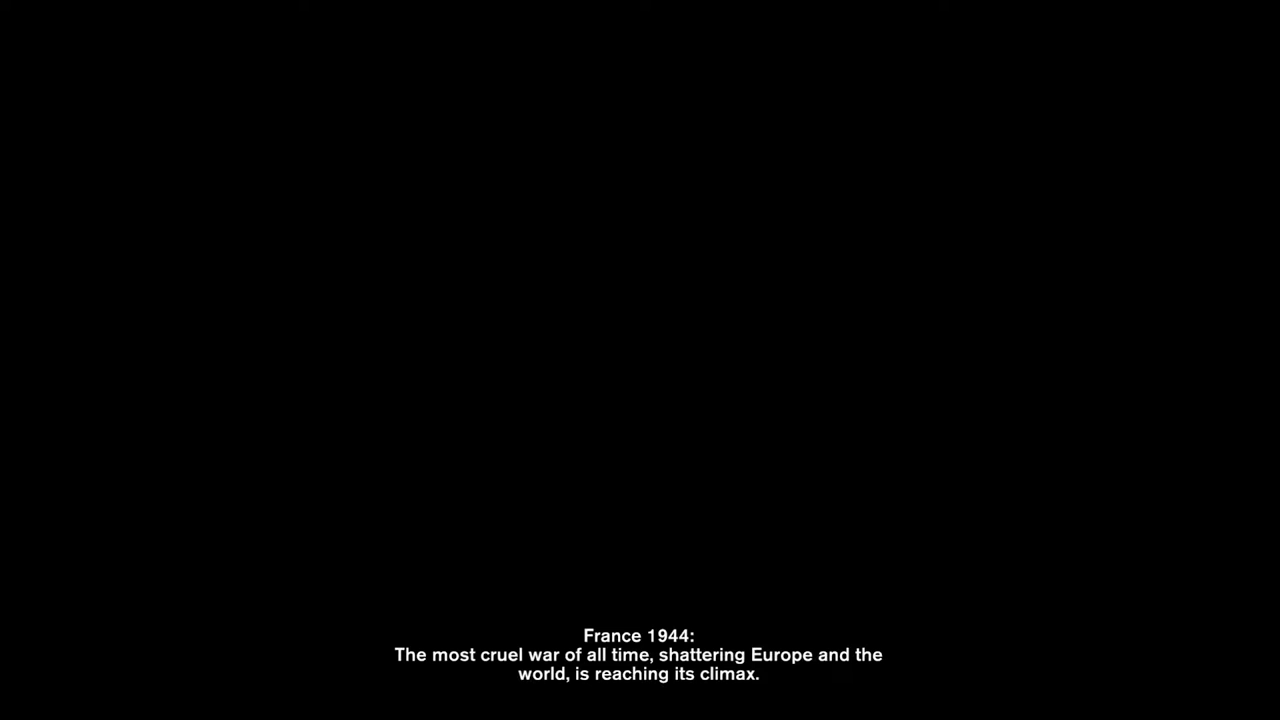 France 1944:
The most cruel war of all time, shattering Europe and the
world, is reaching its climax.